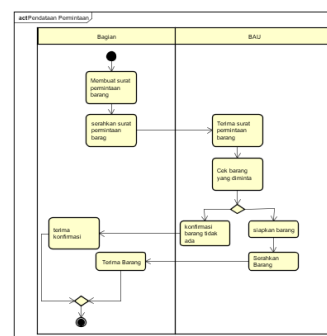 act Pendataan Permintaan
Bagian
BAU
Membuat surat
permintaan
barang
serahkan surat
permintaan
barag
Terima surat
permintaan
barang
Cek barang
yang diminta
konfirmasi
barang tidak
ada
siapkan barang
terima
konfirmasi
Terima Barang
Serahkan
Barang